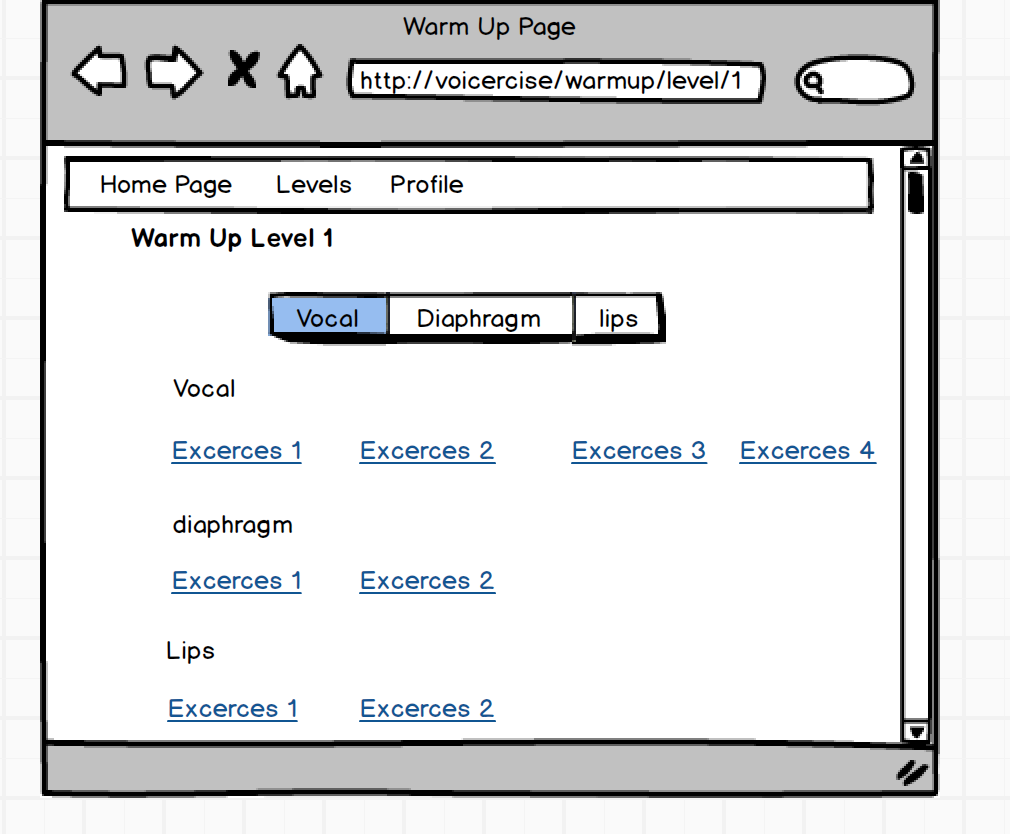 Warm Up Page
http://voicercise/warmup/level/1
Home Page Levels Profile
Warm Up Level 1
Vocal Diaphragm lips
Vocal
Excerces 1 Excerces 2 Excerces 3 Excerces 4
diaphragm
Excerces 1 Excerces 2
Lips
Excerces 1 Excerces 2